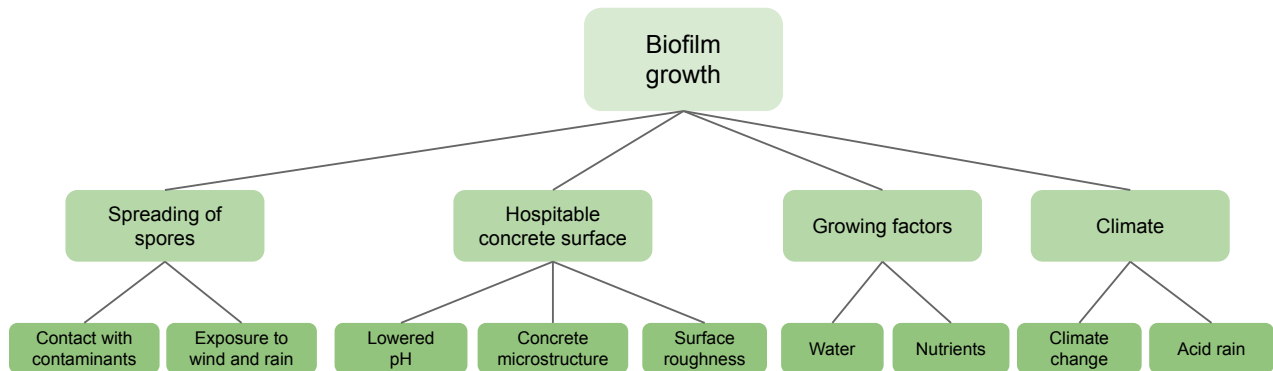 Biofilm
growth
Spreading of
spores
Hospitable
concrete surface
Growing factors
Climate
Contact with
contaminants
Exposure to
wind and rain
Lowered
pH
Concrete
microstructure
Surface
roughness
Water
Nutrients
Climate
change
Acid rain